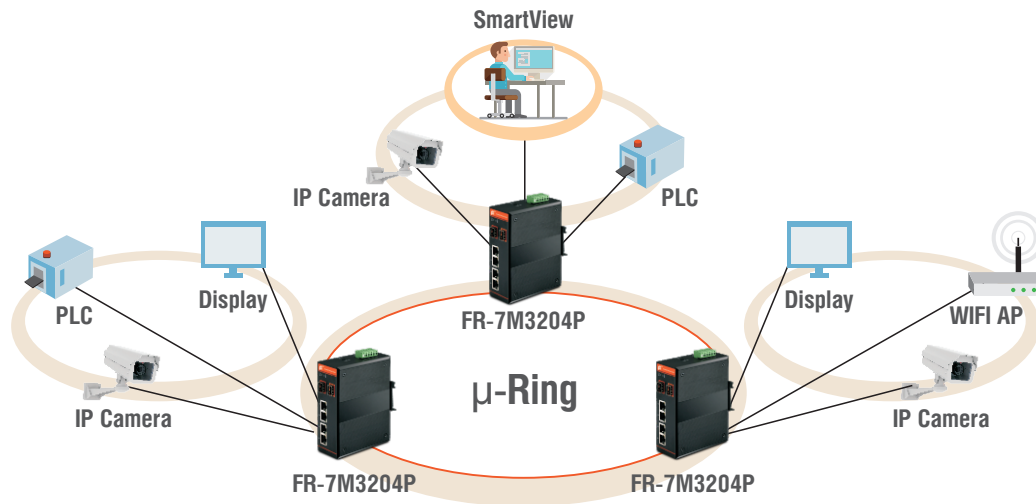 SmartView
IP Camera
PLC
FR-7M3204P
PLC
Display
IP Camera
FR-7M3204P
μ-Ring
Display
WIFI AP
IP Camera
FR-7M3204P